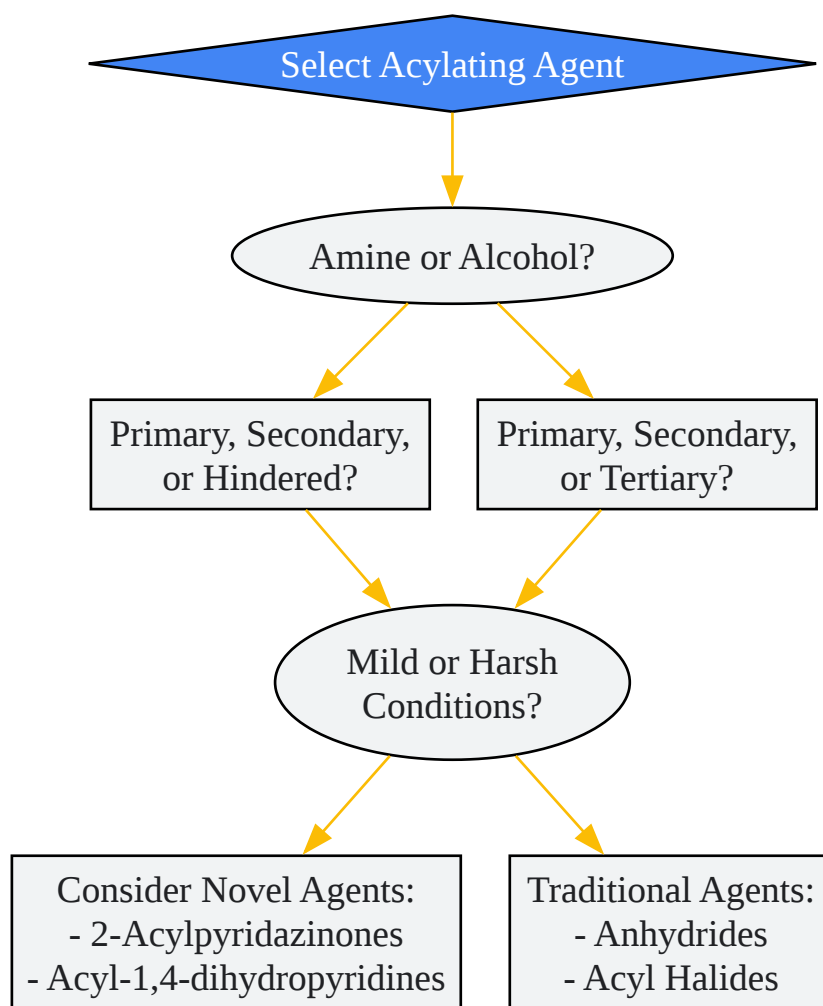 Select Acylating Agent
Amine or Alcohol?
Primary, Secondary,
or Hindered?
Primary, Secondary,
or Tertiary?
Mild or Harsh
Conditions?
Consider Novel Agents:
- 2-Acylpyridazinones
- Acyl-1,4-dihydropyridines
Traditional Agents:
- Anhydrides
- Acyl Halides